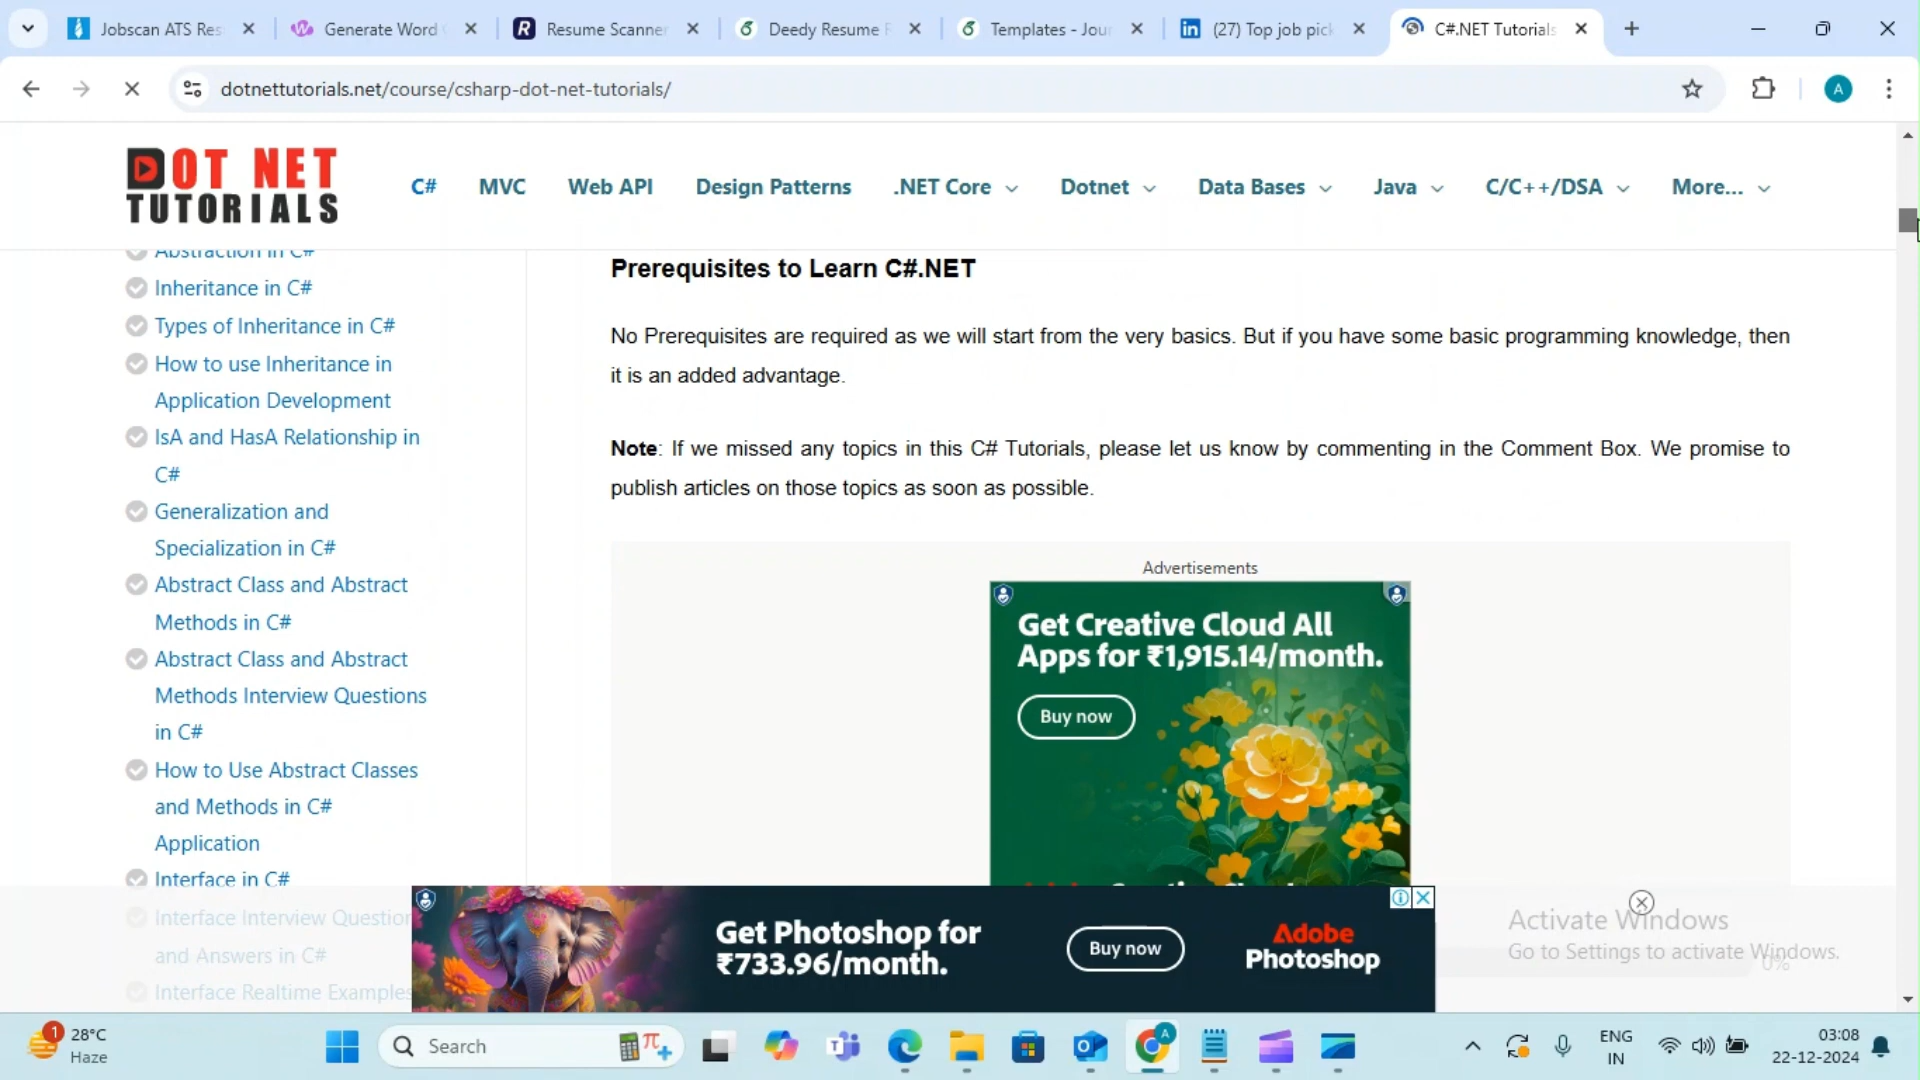 Jobscan ATS Res
Generate Word
Resume Scanner
Deedy Resume
Templates - Jour
(27) Top job pick
C#.NET Tutorials
dotnettutorials.net/course/csharp-dot-net-tutorials/
DOT NET
TUTORIALS
C#
MVC
Web API
Design Patterns
.NET Core
Dotnet
Data Bases
Java
C/C++/DSA
More...
Abstraction in C#
Inheritance in C#
Types of Inheritance in C#
How to use Inheritance in
Application Development
IsA and HasA Relationship in
C#
Generalization and
Specialization in C#
Abstract Class and Abstract
Methods in C#
Abstract Class and Abstract
Methods Interview Questions
in C#
How to Use Abstract Classes
and Methods in C#
Application
Interface in C#
Interface Interview Question
and Answers in C#
Interface Realtime Examples
Prerequisites to Learn C#.NET
No Prerequisites are required as we will start from the very basics. But if you have some basic programming knowledge, then
it is an added advantage.
Note: If we missed any topics in this C# Tutorials, please let us know by commenting in the Comment Box. We promise to
publish articles on those topics as soon as possible.
Advertisements
Get Creative Cloud All
Apps for ₹1,915.14/month.
Buy now
Get Photoshop for
₹733.96/month.
Buy now
Adobe
Photoshop
Activate Windows
Go to Settings to activate Windows.
0%
1
28°C
Haze
Search
A
ENG
IN
03:08
22-12-2024